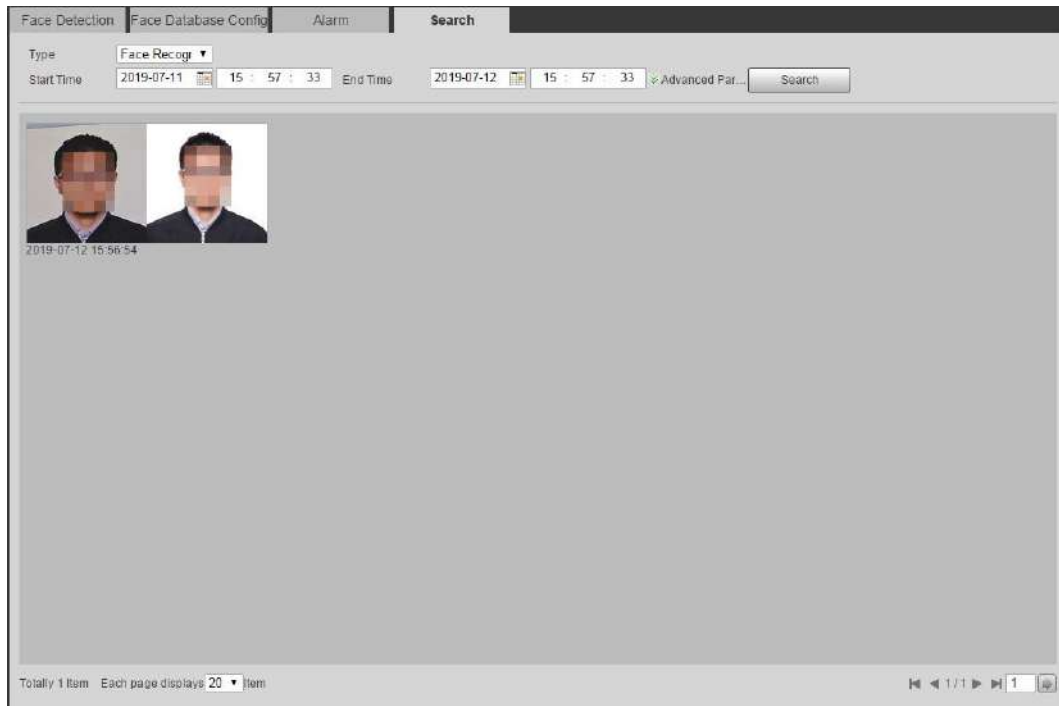 Face Detection Face Database Config Alarm Search
Type Face Recogr
Start Time 2019-07-11 15 : 57 : 33 End Time 2019-07-12 15 : 57 : 33 Advanced Par... Search
2019-07-12 15:56:54
Totally 1 Item Each page displays 20 Item 1 / 1 1